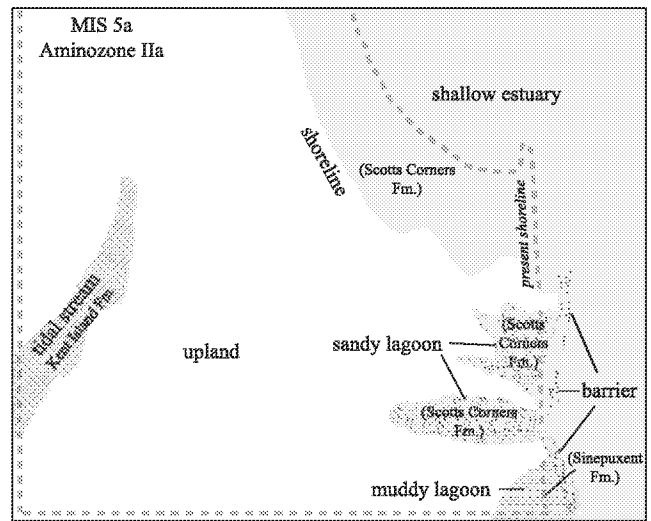 MIS 5a
Aminozone IIa
shallow estuary
shoreline
(Scotts Corners
Fm.)
present shoreline
tidal stream
Kent Island Fm.
upland
sandy lagoon
(Scotts
Corners
Fm.)
barrier
(Scotts Corners
Fm.)
(Sinepuxent
Fm.)
muddy lagoon